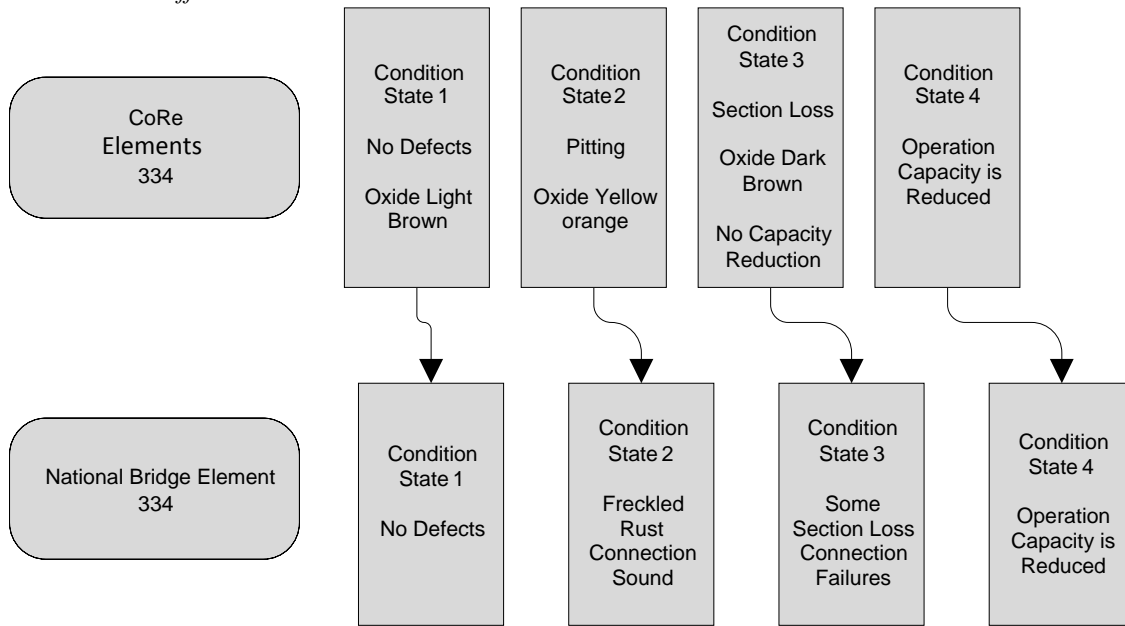 ff
CoRe
Elements
334
Condition
State 1
No Defects
Oxide Light
Brown
Condition
State 2
Pitting
Oxide Yellow
orange
Condition
State 3
Section Loss
Oxide Dark
Brown
No Capacity
Reduction
Condition
State 4
Operation
Capacity is
Reduced
National Bridge Element
334
Condition
State 1
No Defects
Condition
State 2
Freckled
Rust
Connection
Sound
Condition
State 3
Some
Section Loss
Connection
Failures
Condition
State 4
Operation
Capacity is
Reduced